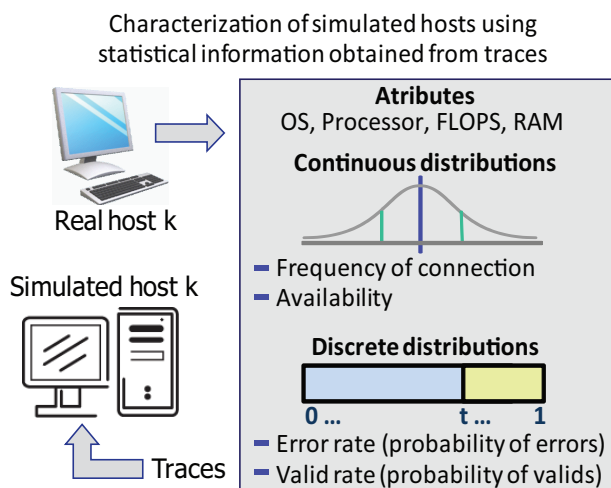 Characterization of simulated hosts using
statistical information obtained from traces
Real host k
Simulated host k
Traces
Atributes
OS, Processor, FLOPS, RAM
Continuous distributions
Frequency of connection
Availability
Discrete distributions
0 ... t ... 1
Error rate (probability of errors)
Valid rate (probability of valids)